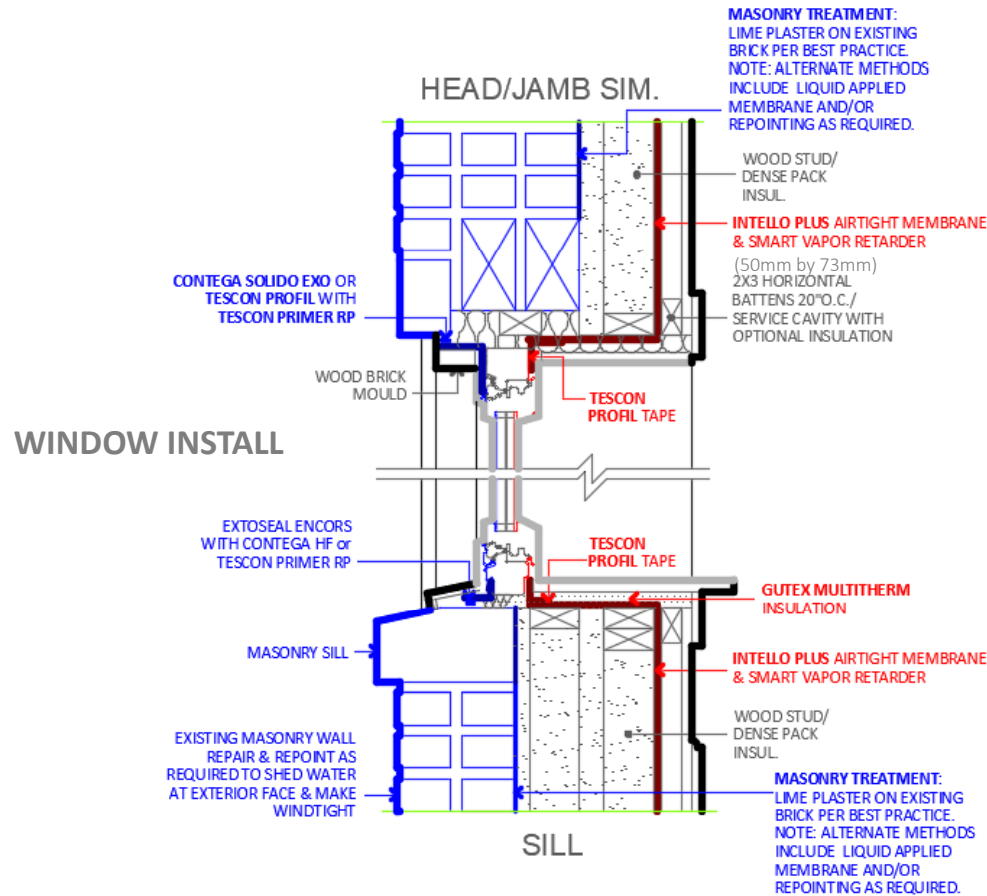 MASONRY TREATMENT:
LIME PLASTER ON EXISTING
BRICK PER BEST PRACTICE.
NOTE: ALTERNATE METHODS
INCLUDE LIQUID APPLIED
MEMBRANE AND/OR
REPOINTING AS REQUIRED.
HEAD/JAMB SIM.
WOOD STUD/
DENSE PACK
INSUL.
INTELLO PLUS AIRTIGHT MEMBRANE
& SMART VAPOR RETARDER
(50mm by 73mm)
2X3 HORIZONTAL
BATTENS 20"O.C./
SERVICE CAVITY WITH
OPTIONAL INSULATION
CONTEGA SOLIDO EXO OR
TESCON PROFIL WITH
TESCON PRIMER RP
WOOD BRICK
MOULD
TESCON
PROFIL TAPE
WINDOW INSTALL
EXTOSEAL ENCORS
WITH CONTEGA HF or
TESCON PRIMER RP
TESCON
PROFIL TAPE
GUTEX MULTITHERM
INSULATION
MASONRY SILL
INTELLO PLUS AIRTIGHT MEMBRANE
& SMART VAPOR RETARDER
WOOD STUD/
DENSE PACK
INSUL.
EXISTING MASONRY WALL
REPAIR & REPOINT AS
REQUIRED TO SHED WATER
AT EXTERIOR FACE & MAKE
WINDTIGHT
MASONRY TREATMENT:
LIME PLASTER ON EXISTING
BRICK PER BEST PRACTICE.
NOTE: ALTERNATE METHODS
INCLUDE LIQUID APPLIED
MEMBRANE AND/OR
REPOINTING AS REQUIRED.
SILL